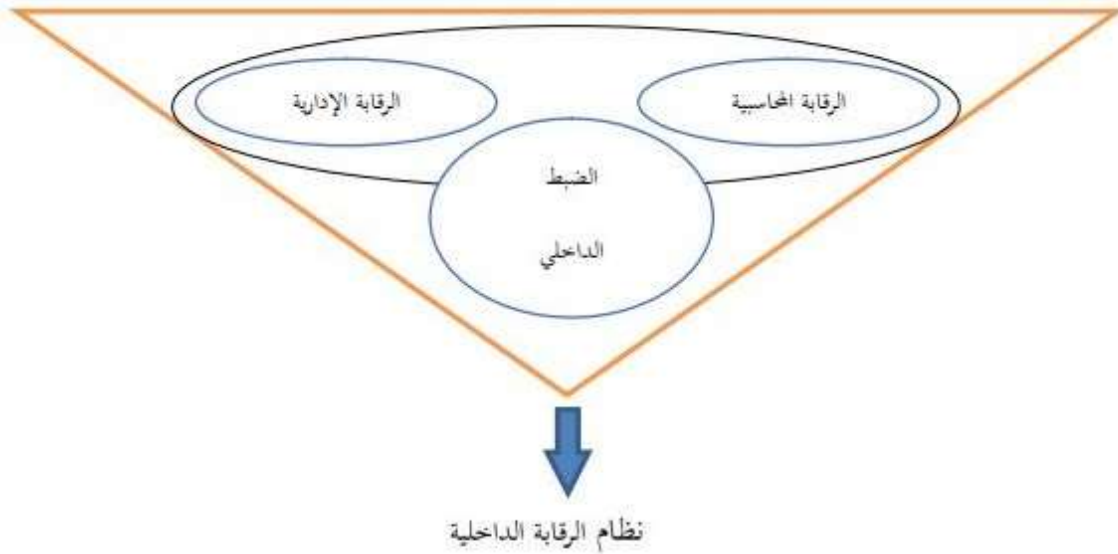 الرقابة المحاسبية
الرقابة الإدارية
الضبط
الداخلي
نظام الرقابة الداخلية